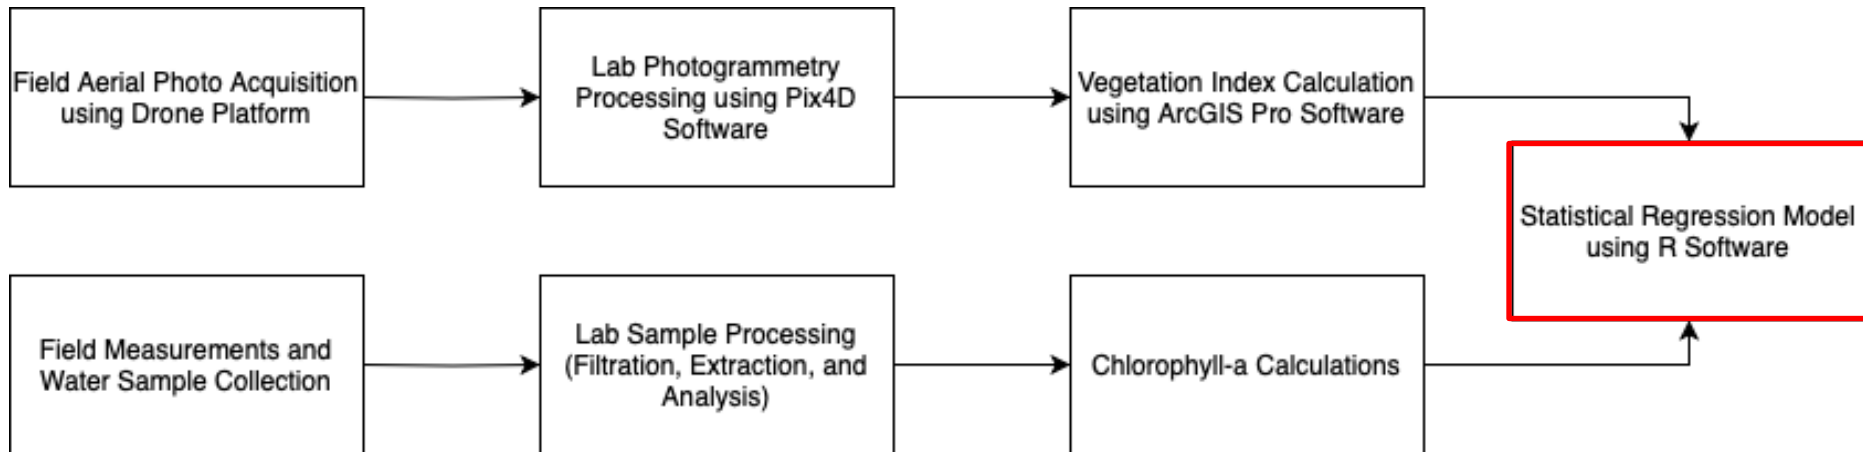 Field Aerial Photo Acquisition
using Drone Platform
Lab Photogrammetry
Processing using Pix4D
Software
Vegetation Index Calculation
using ArcGIS Pro Software
Statistical Regression Model
using R Software
Field Measurements and
Water Sample Collection
Lab Sample Processing
(Filtration, Extraction, and
Analysis)
Chlorophyll-a Calculations